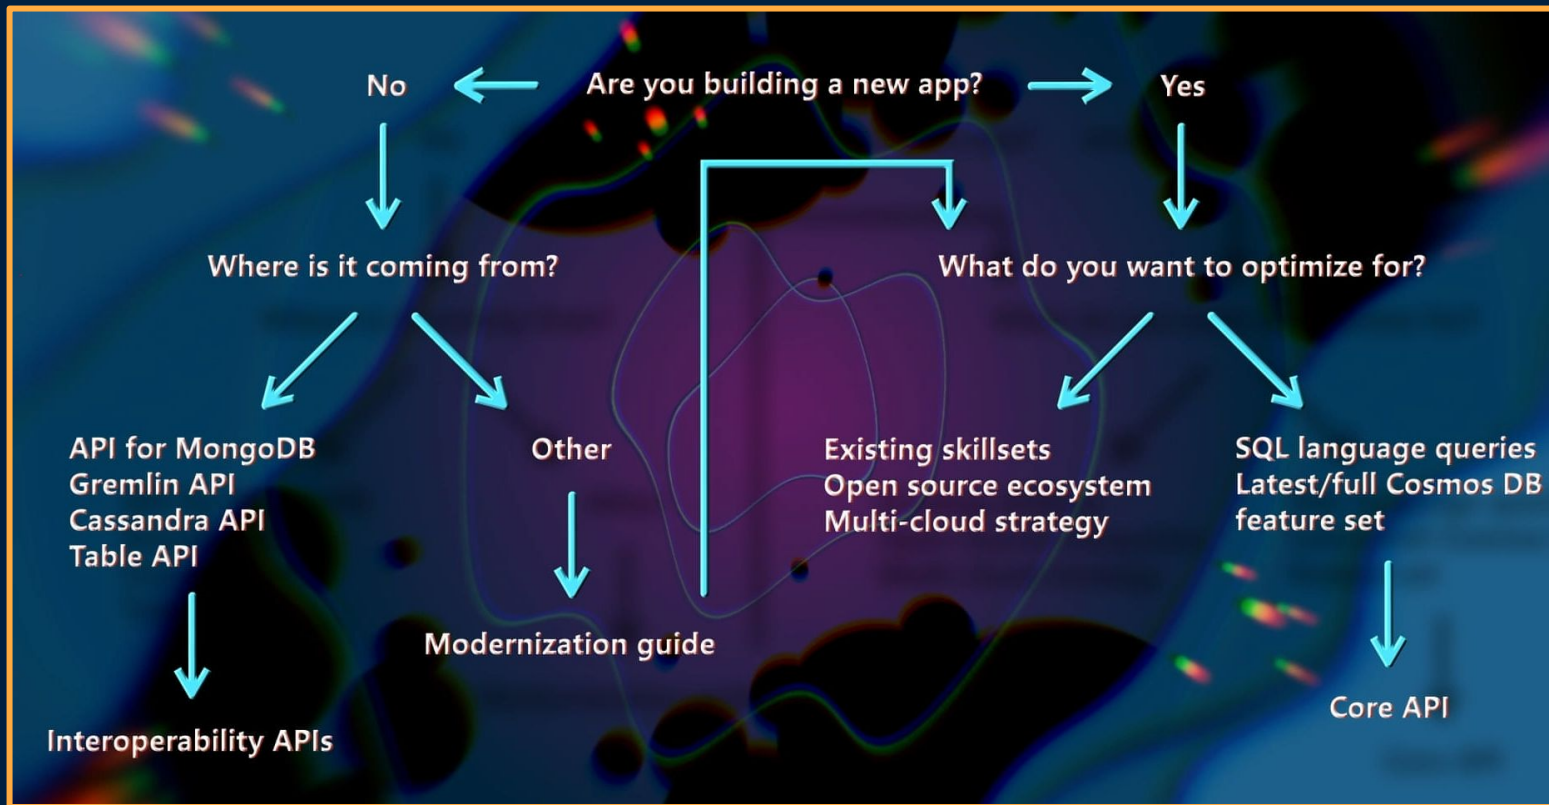 No
Are you building a new app?
Yes
Where is it coming from?
What do you want to optimize for?
API for MongoDB
Gremlin API
Cassandra API
Table API
Other
Existing skillsets
Open source ecosystem
Multi-cloud strategy
SQL language queries
Latest/full Cosmos DB
feature set
Modernization guide
Core API
Interoperability APIs